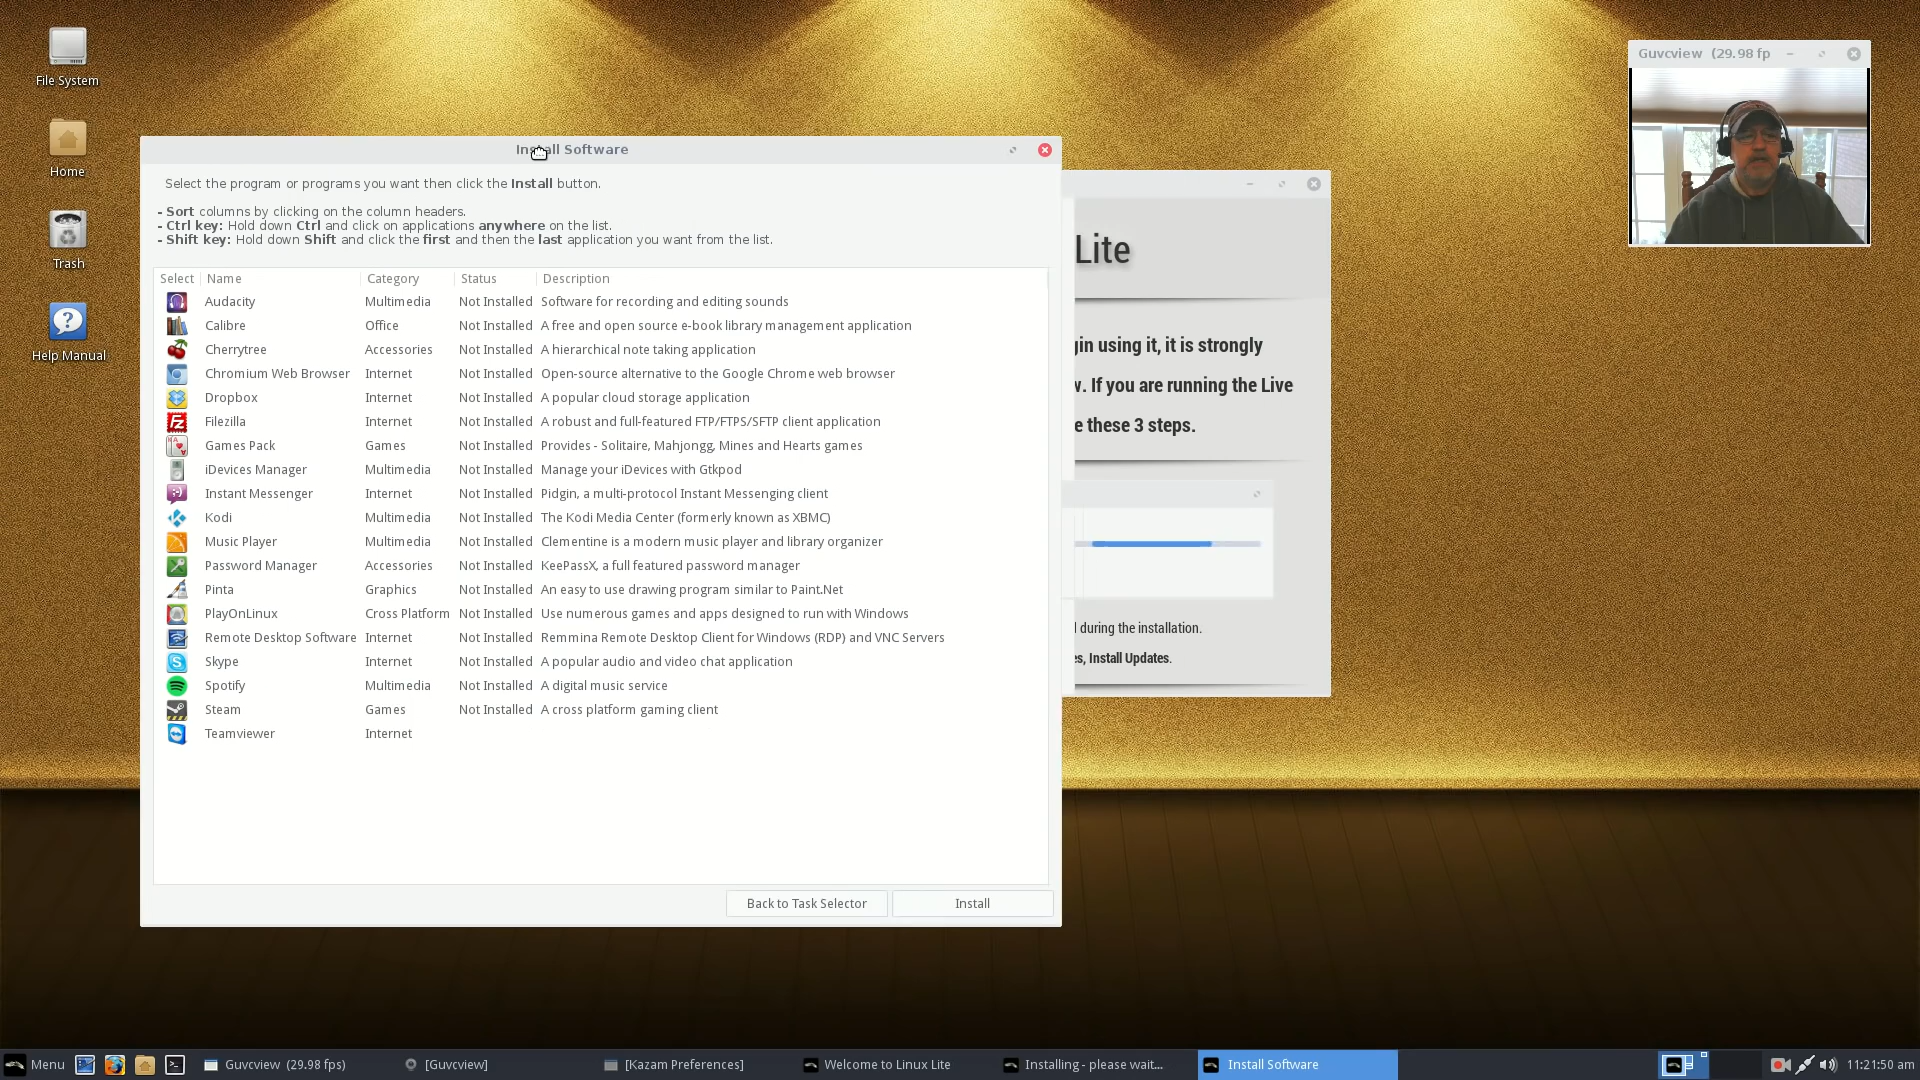 File System
Home
Trash
Help Manual
Guvcview (29.98 fp
Install Software
Select the program or programs you want then click the Install button.
- Sort columns by clicking on the column headers.
- Ctrl key: Hold down Ctrl and click on applications anywhere on the list.
- Shift key: Hold down Shift and click the first and then the last application you want from the list.
Select Name Category Status Description
Audacity Multimedia Not Installed Software for recording and editing sounds
Calibre Office Not Installed A free and open source e-book library management application
Cherrytree Accessories Not Installed A hierarchical note taking application
Chromium Web Browser Internet Not Installed Open-source alternative to the Google Chrome web browser
Dropbox Internet Not Installed A popular cloud storage application
Filezilla Internet Not Installed A robust and full-featured FTP/FTPS/SFTP client application
Games Pack Games Not Installed Provides - Solitaire, Mahjongg, Mines and Hearts games
iDevices Manager Multimedia Not Installed Manage your iDevices with Gtkpod
Instant Messenger Internet Not Installed Pidgin, a multi-protocol Instant Messenging client
Kodi Multimedia Not Installed The Kodi Media Center (formerly known as XBMC)
Music Player Multimedia Not Installed Clementine is a modern music player and library organizer
Password Manager Accessories Not Installed KeePassX, a full featured password manager
Pinta Graphics Not Installed An easy to use drawing program similar to Paint.Net
PlayOnLinux Cross Platform Not Installed Use numerous games and apps designed to run with Windows
Remote Desktop Software Internet Not Installed Remmina Remote Desktop Client for Windows (RDP) and VNC Servers
Skype Internet Not Installed A popular audio and video chat application
Spotify Multimedia Not Installed A digital music service
Steam Games Not Installed A cross platform gaming client
Teamviewer Internet
Back to Task Selector Install
Lite
gin using it, it is strongly
w. If you are running the Live
e these 3 steps.
l during the installation.
es, Install Updates.
Menu Guvcview (29.98 fps) [Guvcview] [Kazam Preferences] Welcome to Linux Lite Installing - please wait... Install Software 11:21:50 am